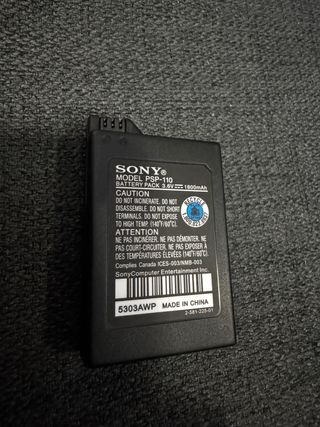 SONY
MODEL PSP-110
BATTERY PACK 3.6V 1800mAh
CAUTION
DO NOT INCINERATE. DO NOT
DISASSEMBLE. DO NOT SHORT
TERMINALS. DO NOT EXPOSE
TO HIGH TEMP. (140°F/60°C).
ATTENTION
NE PAS INCINÉRER. NE PAS DÉMONTER. NE
PAS COURT-CIRCUITER. NE PAS EXPOSER À
DES TEMPÉRATURES ÉLEVÉES (140°F/60°C)
Complies Canada ICES-003/NMB-003
SonyComputer Entertainment Inc.
5303AWP MADE IN CHINA
2-581-225-01
RECYCLE